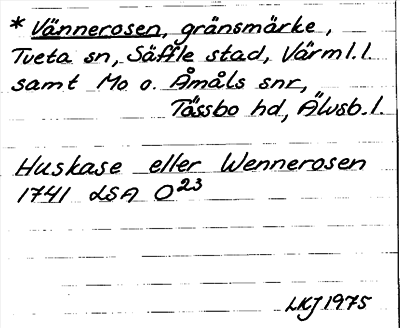 * Vännerosen, gränsmärke,
Tveta sn, Säffle stad, Värml. l.
samt Mo o. Åmåls snr,
Tössbo hd, Älvsb. l.
Huskase eller Wennerosen
1741 LSA O23
LKJ 1975